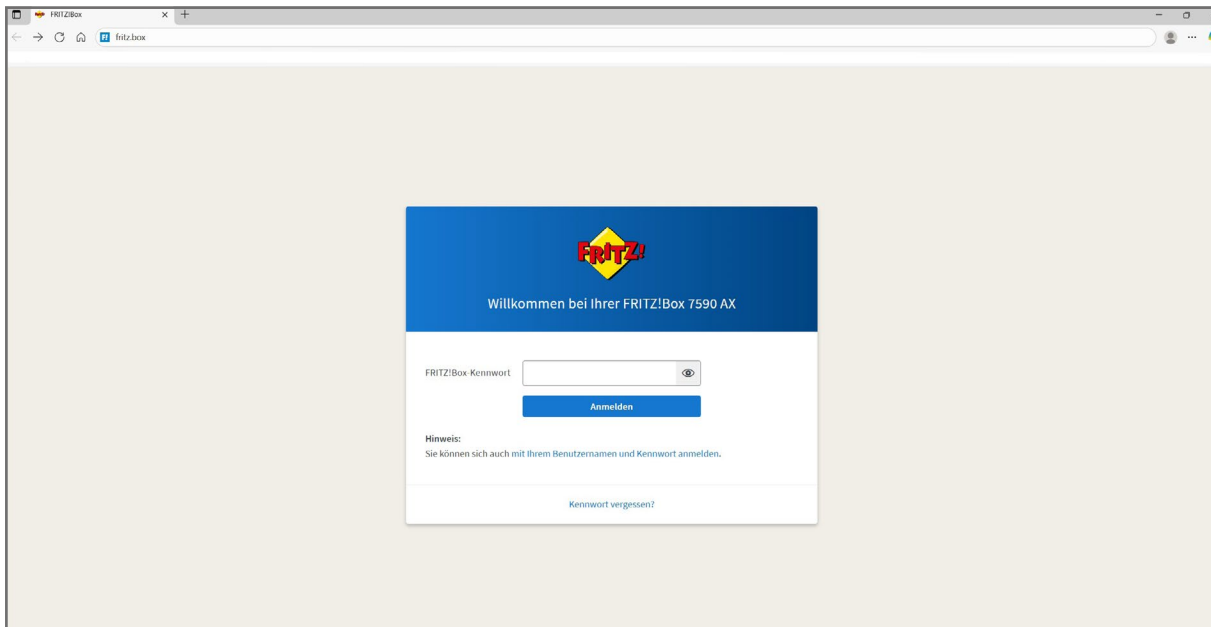 FRITZ!Box
fritz.box
FRITZ!
Willkommen bei Ihrer FRITZ!Box 7590 AX
FRITZ!Box-Kennwort
Anmelden
Hinweis:
Sie können sich auch mit Ihrem Benutzernamen und Kennwort anmelden.
Kennwort vergessen?